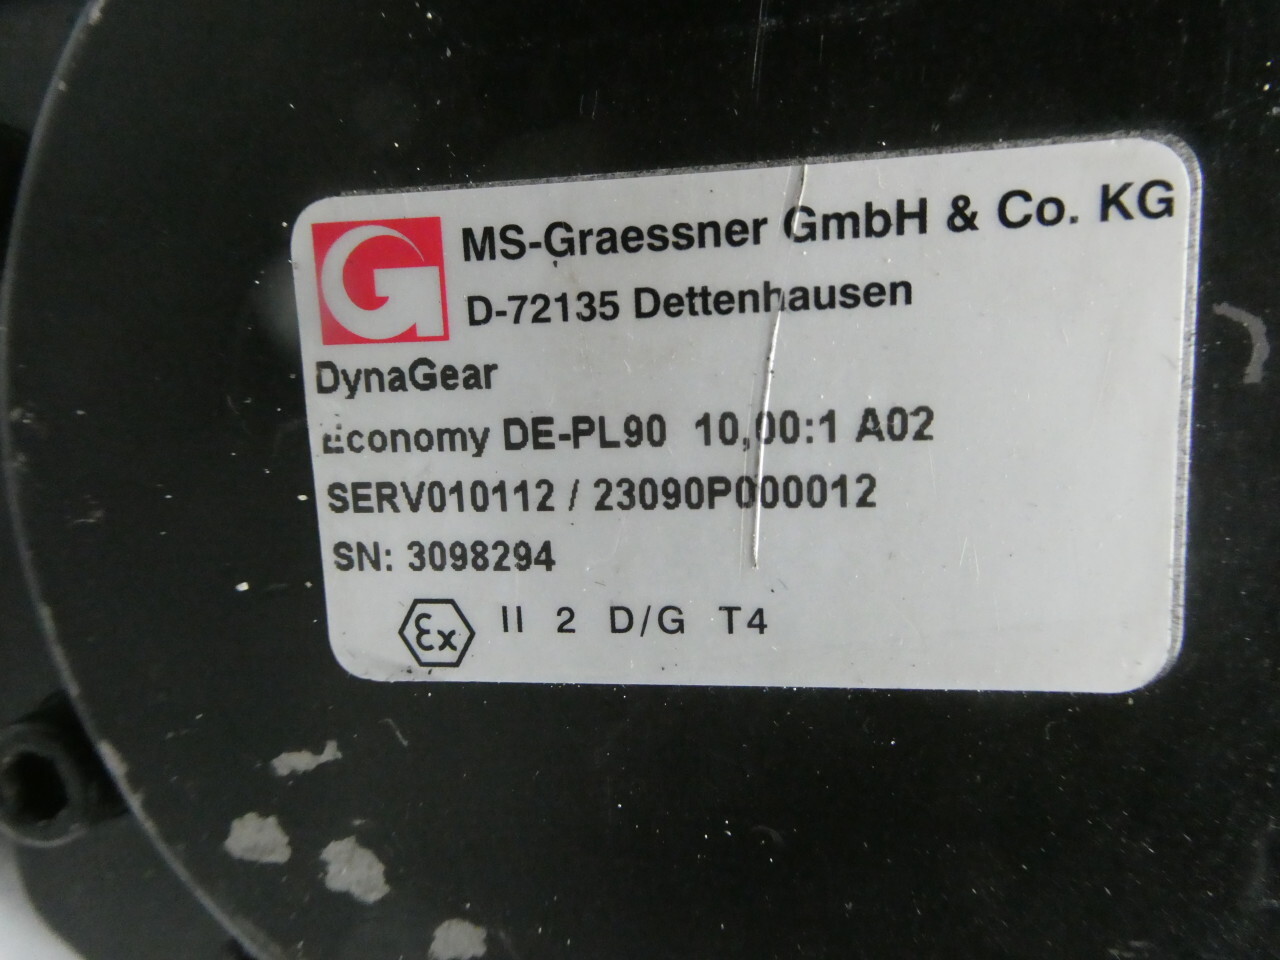 G
MS-Graessner GmbH & Co. KG
D-72135 Dettenhausen
DynaGear
Economy DE-PL90 10,00:1 A02
SERV010112 / 23090P000012
SN: 3098294
Ex II 2 D/G T4